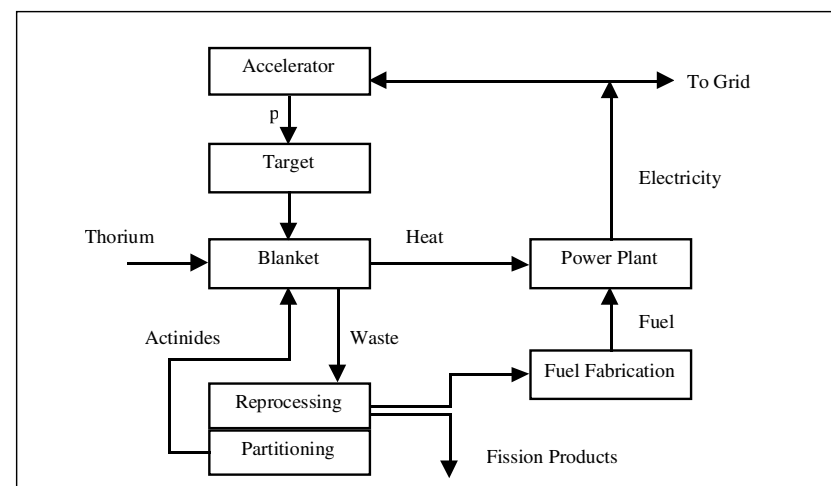 Accelerator
To Grid
p
Target
Electricity
Thorium
Heat
Blanket
Power Plant
Actinides
Waste
Fuel
Reprocessing
Fuel Fabrication
Partitioning
Fission Products